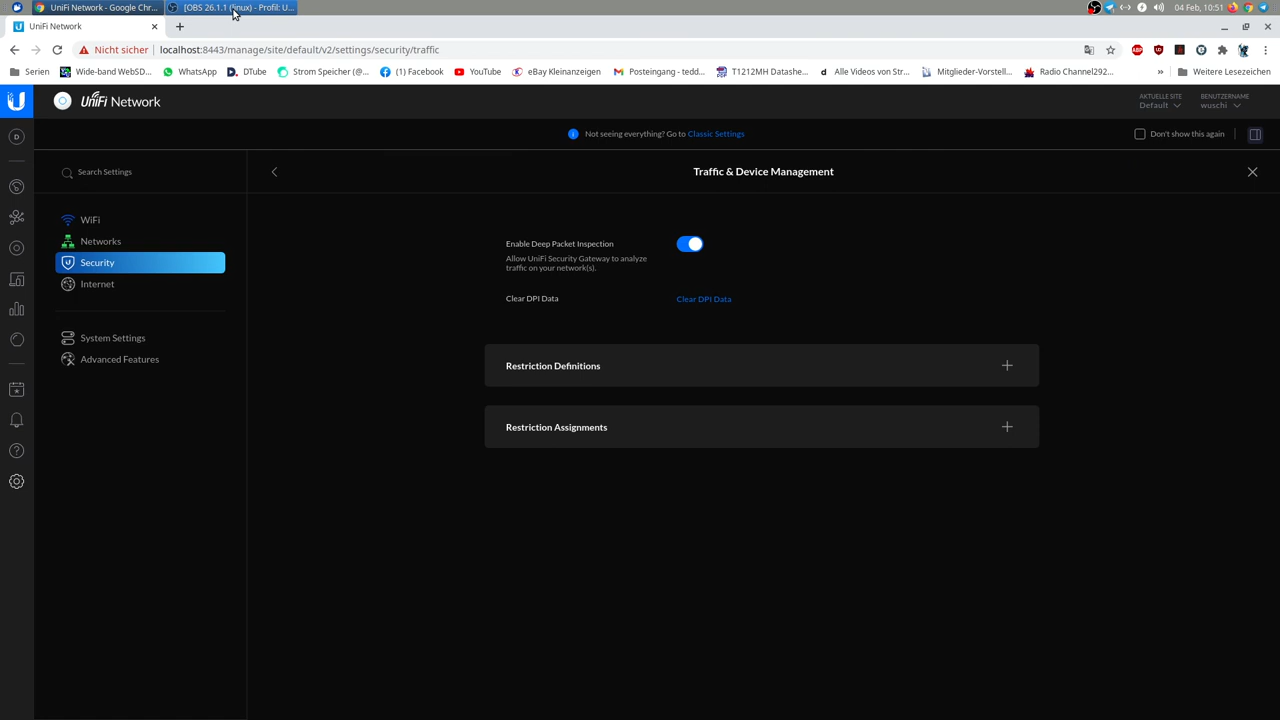 UniFi Network - Google Chr...
[OBS 26.1.1 (linux) - Profil: U...
04 Feb, 10:51
UniFi Network
Nicht sicher
localhost:8443/manage/site/default/v2/settings/security/traffic
ABP
Serien
Wide-band WebSD...
WhatsApp
DTube
Strom Speicher (@...
(1) Facebook
YouTube
eBay Kleinanzeigen
Posteingang - tedd...
T1212MH Datashe...
Alle Videos von Str...
Mitglieder-Vorstell...
Radio Channel292...
»
Weitere Lesezeichen
UniFi Network
AKTUELLE SITE
Default
BENUTZERNAME
wuschi
Not seeing everything? Go to Classic Settings
Don't show this again
Search Settings
Traffic & Device Management
WiFi
Networks
Security
Internet
System Settings
Advanced Features
Enable Deep Packet Inspection
Allow UniFi Security Gateway to analyze
traffic on your network(s).
Clear DPI Data
Clear DPI Data
Restriction Definitions
Restriction Assignments